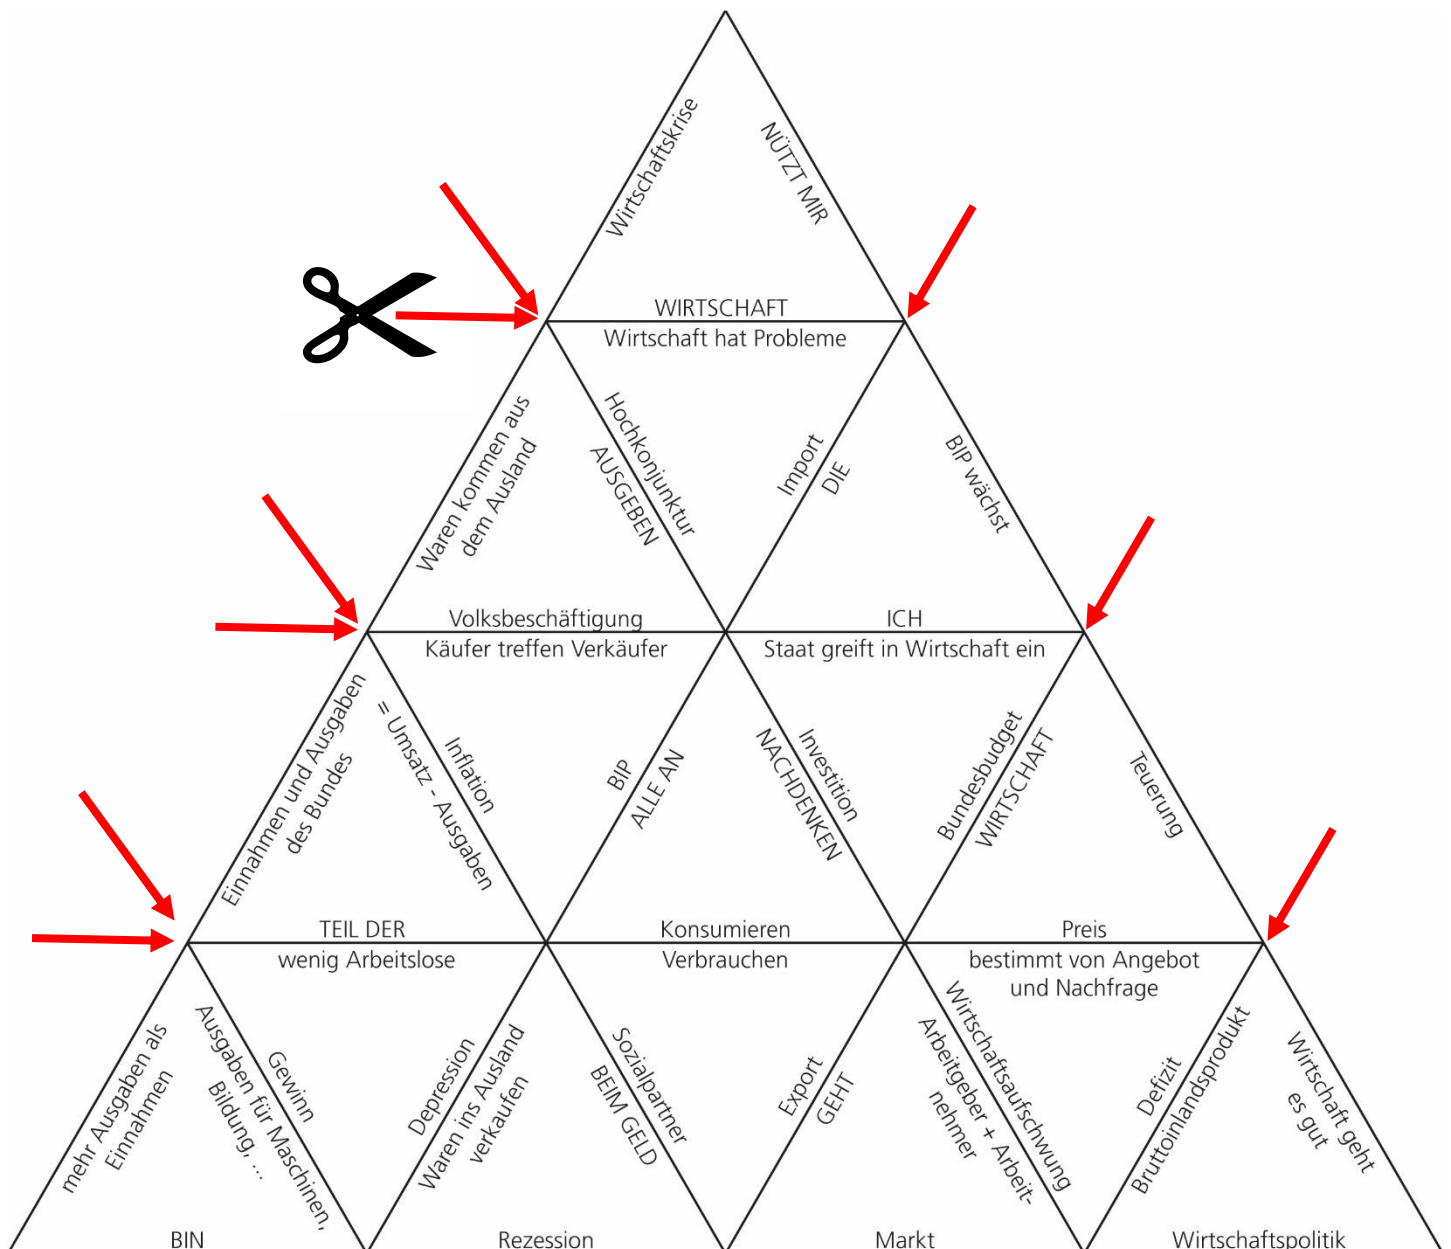 Wirtschaftskrise
NÜTZT MIR
WIRTSCHAFT
Wirtschaft hat Probleme
Waren kommen aus
dem Ausland
Hochkonjunktur
AUSGEBEN
Import
DIE
BIP wächst
Volksbeschäftigung
ICH
Käufer treffen Verkäufer
Staat greift in Wirtschaft ein
Einnahmen und Ausgaben
des Bundes
Inflation
= Umsatz - Ausgaben
BIP
ALLE AN
Investition
NACHDENKEN
Bundesbudget
WIRTSCHAFT
Teuerung
TEIL DER
Konsumieren
Preis
wenig Arbeitslose
Verbrauchen
bestimmt von Angebot
und Nachfrage
mehr Ausgaben als
Einnahmen
Gewinn
Ausgaben für Maschinen,
Bildung, ...
Depression
Waren ins Ausland
verkaufen
Sozialpartner
BEIM GELD
Export
GEHT
Wirtschaftsaufschwung
Arbeitgeber + Arbeit-
nehmer
Defizit
Bruttoinlandsprodukt
Wirtschaft geht
es gut
BIN
Rezession
Markt
Wirtschaftspolitik